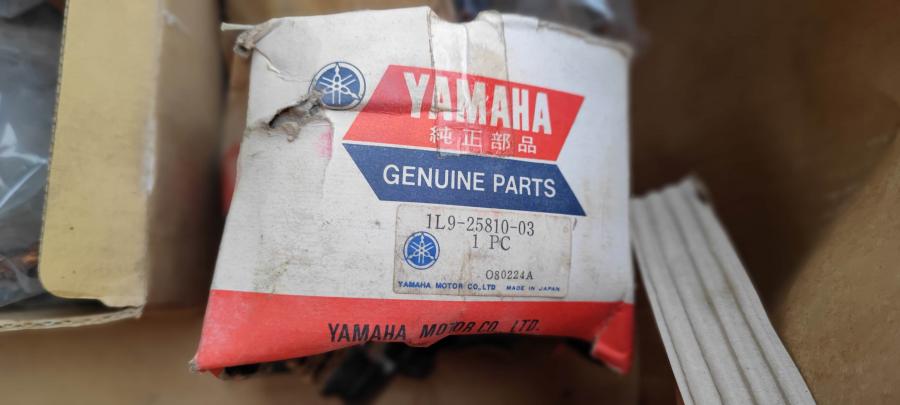 YAMAHA
純正部品
GENUINE PARTS
1L9-25810-03
1 PC
O80224A
YAMAHA MOTOR CO.,LTD MADE IN JAPAN
YAMAHA MOTOR CO., LTD.